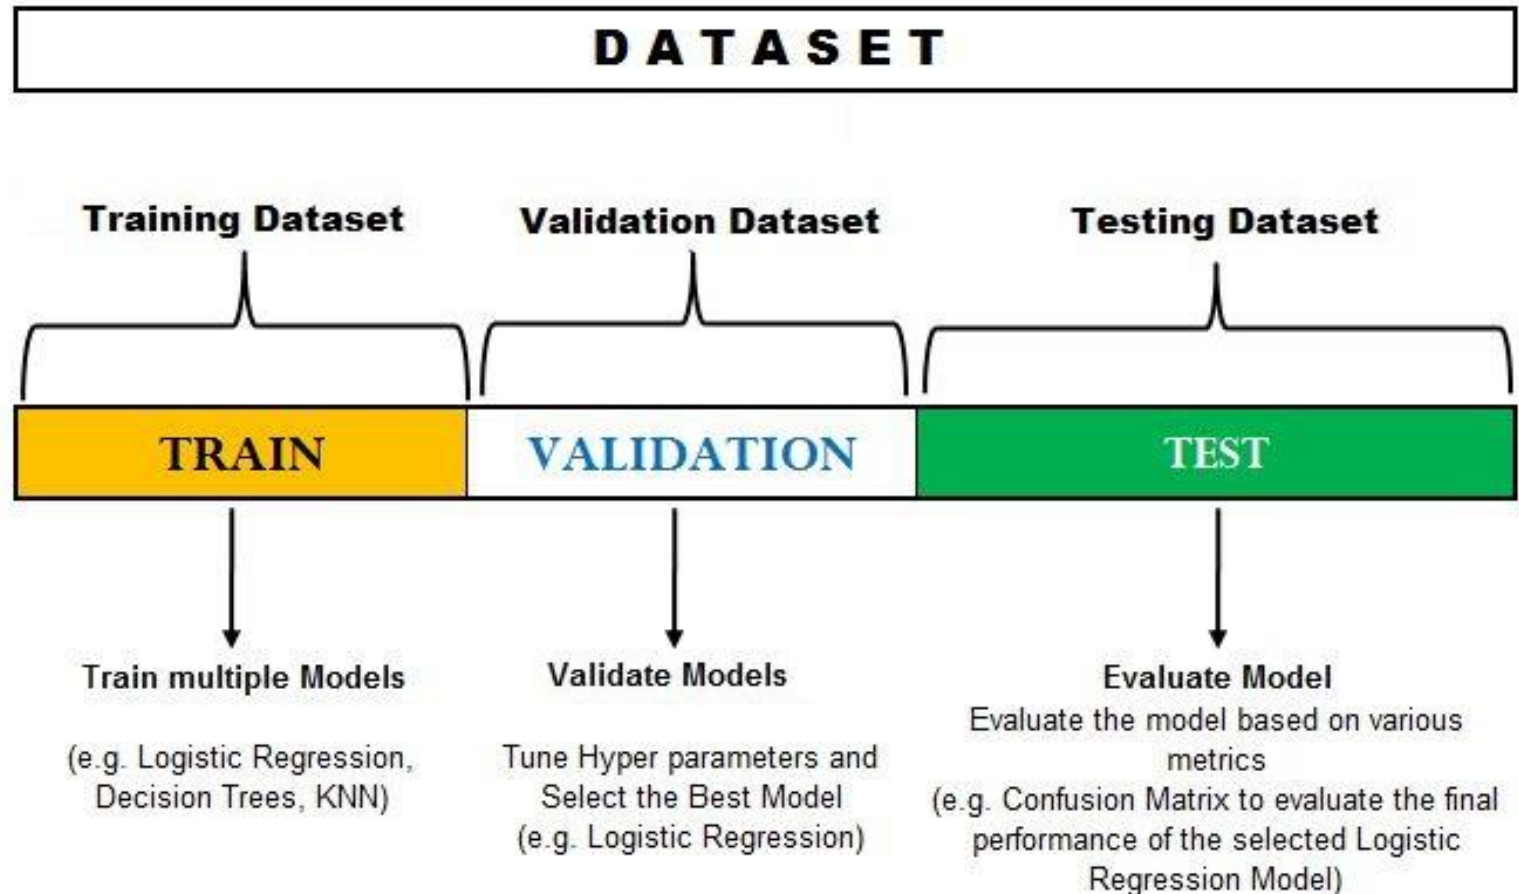 DATASET
Training Dataset
Validation Dataset
Testing Dataset
TRAIN
VALIDATION
TEST
Train multiple Models
(e.g. Logistic Regression,
Decision Trees, KNN)
Validate Models
Tune Hyper parameters and
Select the Best Model
(e.g. Logistic Regression)
Evaluate Model
Evaluate the model based on various
metrics
(e.g. Confusion Matrix to evaluate the final
performance of the selected Logistic
Regression Model)